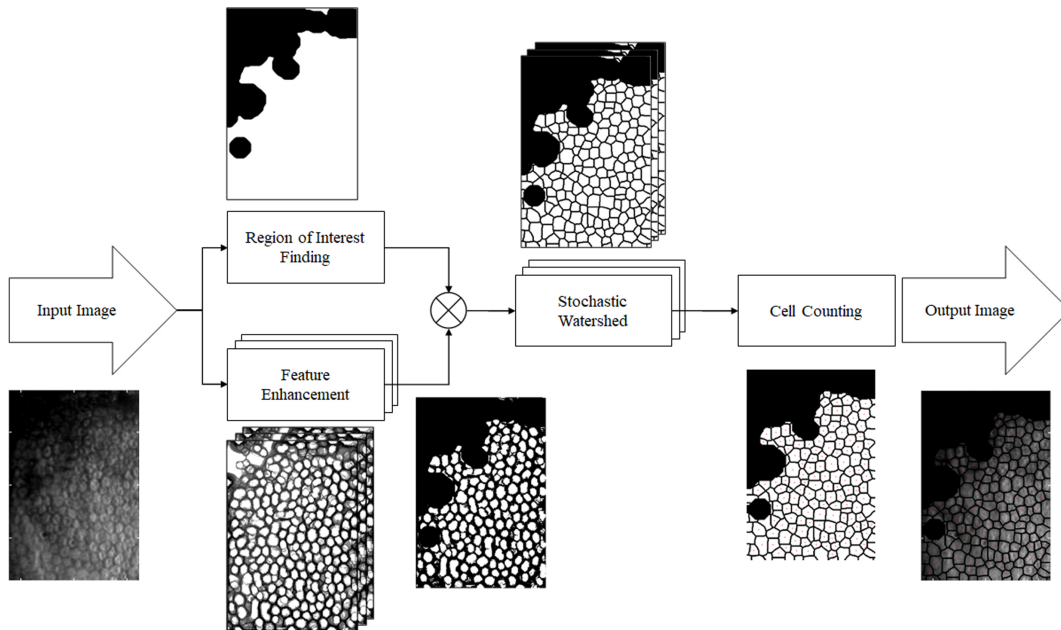 Region of Interest
Finding
Input Image
Stochastic
Watershed
Cell Counting
Output Image
Feature
Enhancement